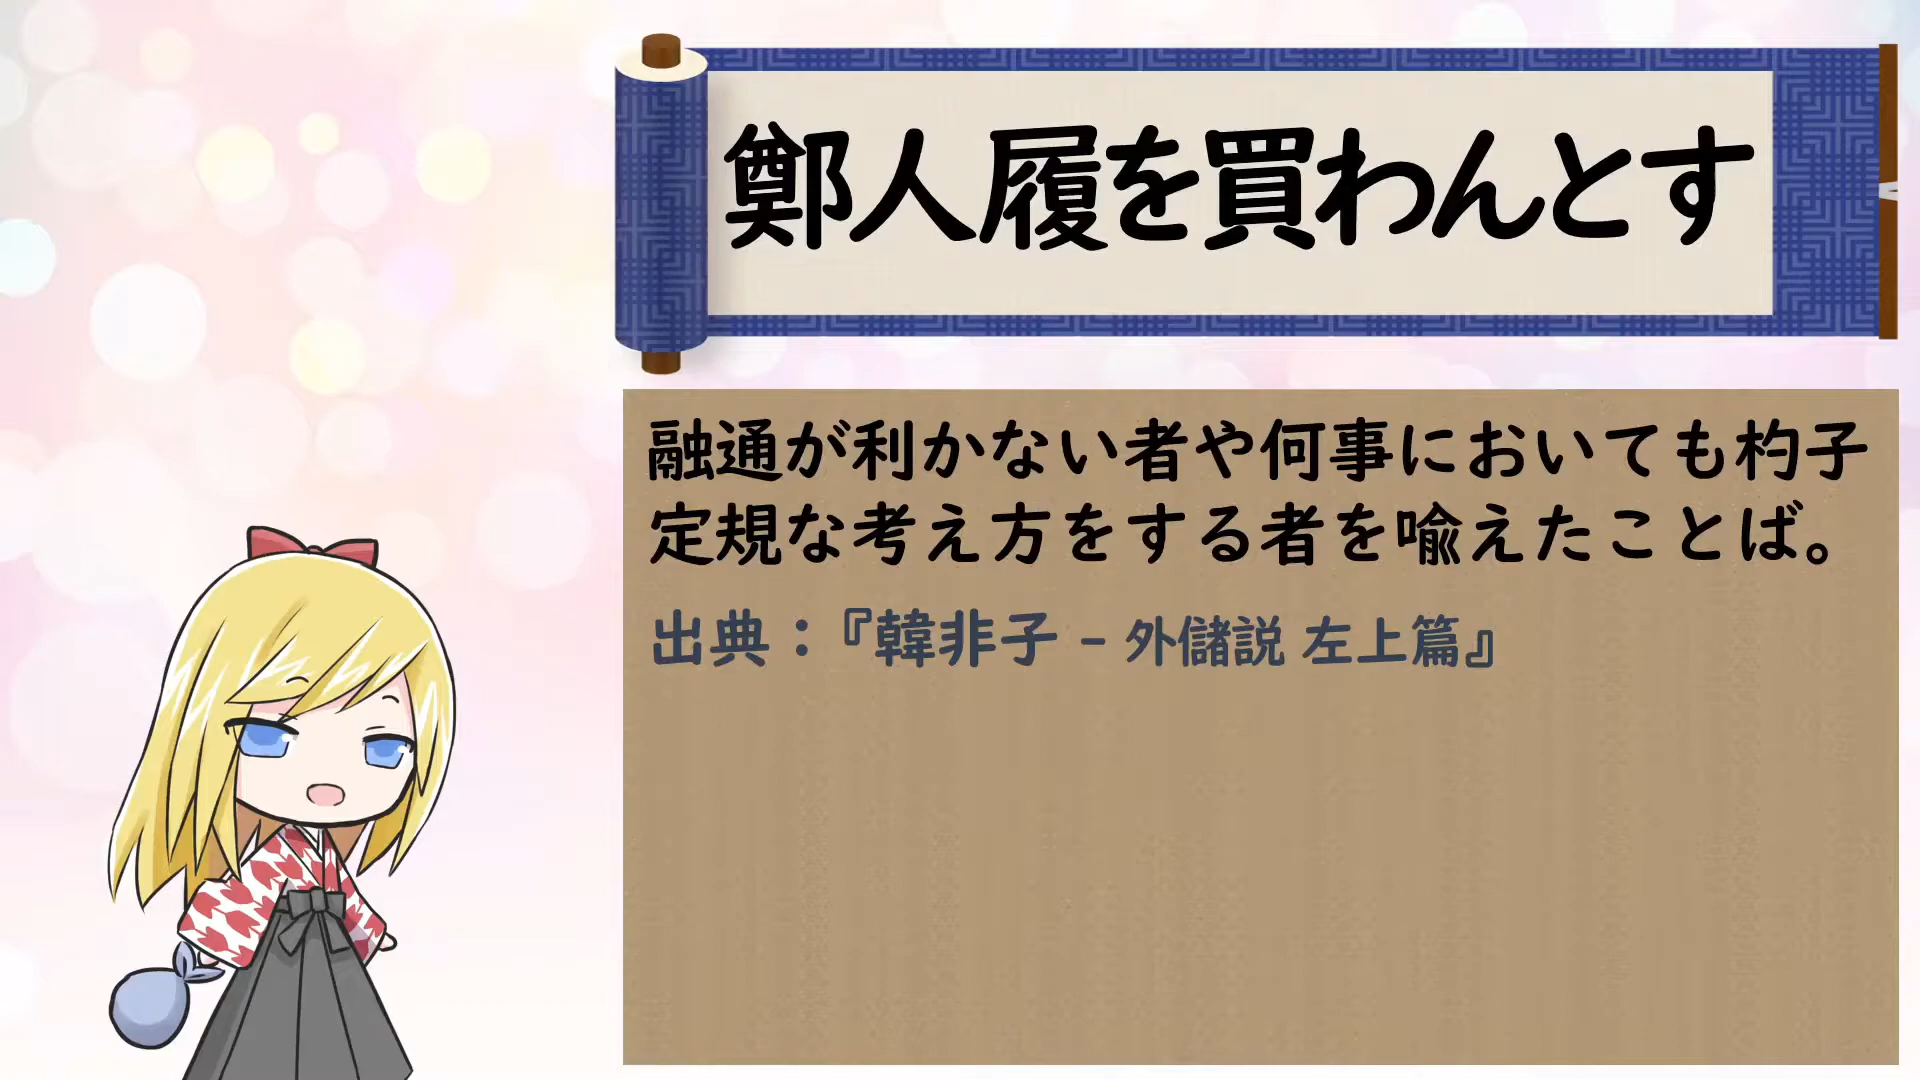 鄭人履を買わんとす
融通が利かない者や何事においても杓子
定規な考え方をする者を喩えたことば。
出典：『韓非子 – 外儲説 左上篇』